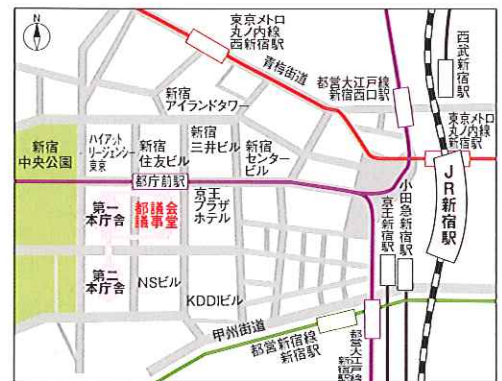 N
東京メトロ
丸ノ内線
西新宿駅
青梅街道
西武新宿駅
都営大江戸線
新宿西口駅
新宿
アイランドタワー
東京メトロ
丸ノ内線
新宿駅
新宿
中央公園
ハイアット
リージェンシー
東京
新宿
住友ビル
新宿
三井ビル
新宿
センター
ビル
都庁前駅
JR新宿駅
小田急新宿駅
京王新宿駅
第一
本庁舎
都議会
議事堂
京王
プラザ
ホテル
第二
本庁舎
NSビル
KDDIビル
甲州街道
都営新宿線
新宿駅
都営大江戸線
新宿駅